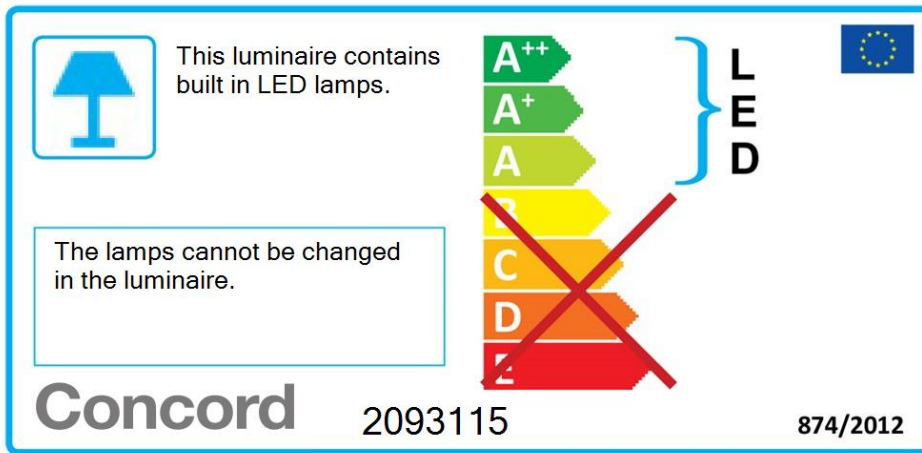 This luminaire contains
built in LED lamps.
A++
A+
A
B
C
D
E
L
E
D
The lamps cannot be changed
in the luminaire.
Concord
2093115
874/2012